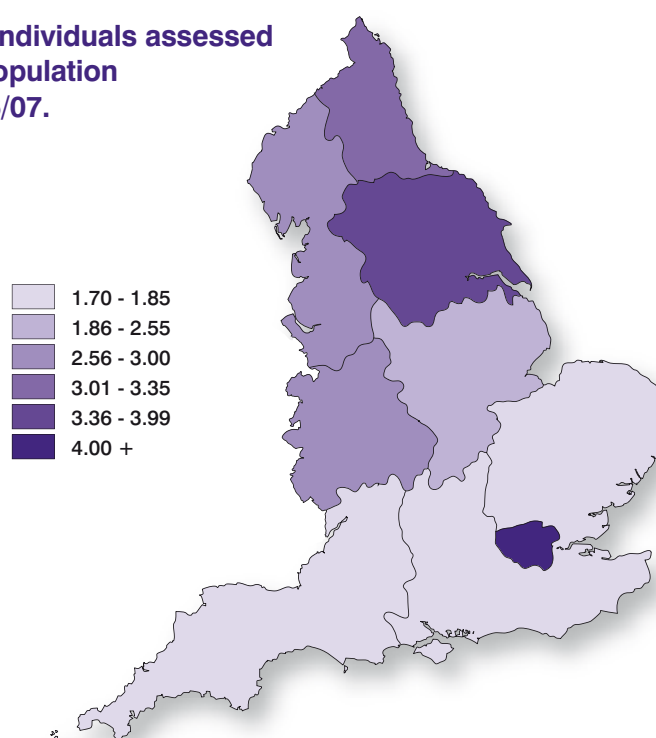 ndividuals assessed
opulation
/07.
1.70 - 1.85
1.86 - 2.55
2.56 - 3.00
3.01 - 3.35
3.36 - 3.99
4.00 +